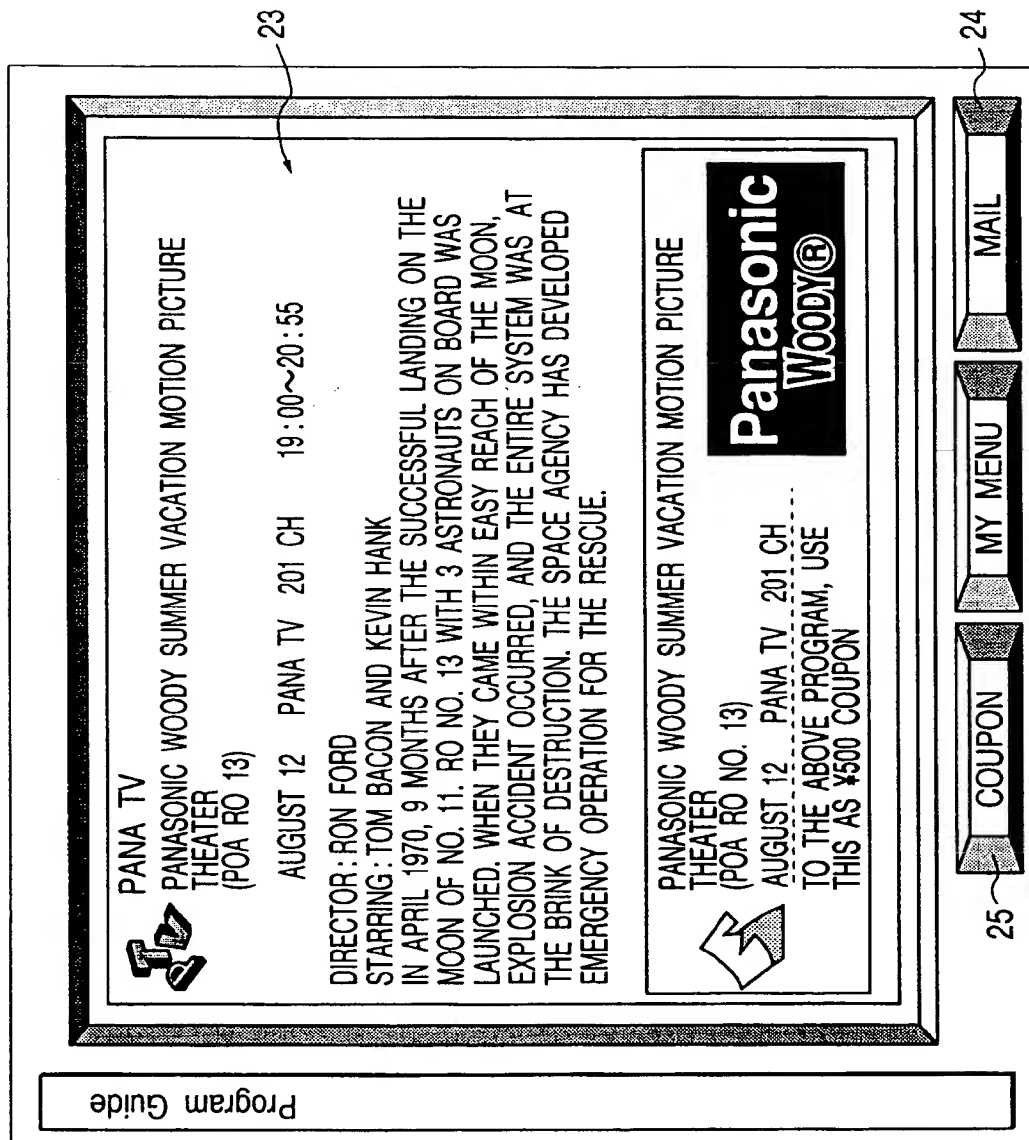 Program Guide
PANA TV
PANASONIC WOODY SUMMER VACATION MOTION PICTURE
THEATER
(POA RO 13)
AUGUST 12 PANA TV 201 CH 19:00~20:55
DIRECTOR: RON FORD
STARRING: TOM BACON AND KEVIN HANK
IN APRIL 1970, 9 MONTHS AFTER THE SUCCESSFUL LANDING ON THE
MOON OF NO. 11. RO NO. 13 WITH 3 ASTRONAUTS ON BOARD WAS
LAUNCHED. WHEN THEY CAME WITHIN EASY REACH OF THE MOON,
EXPLOSION ACCIDENT OCCURRED, AND THE ENTIRE SYSTEM WAS AT
THE BRINK OF DESTRUCTION. THE SPACE AGENCY HAS DEVELOPED
EMERGENCY OPERATION FOR THE RESCUE.
PANASONIC WOODY SUMMER VACATION MOTION PICTURE
THEATER
(POA RO NO. 13)
AUGUST 12 PANA TV 201 CH
TO THE ABOVE PROGRAM, USE
THIS AS ¥500 COUPON
Panasonic
WOODY®
COUPON
MY MENU
MAIL
23
24
25
TV